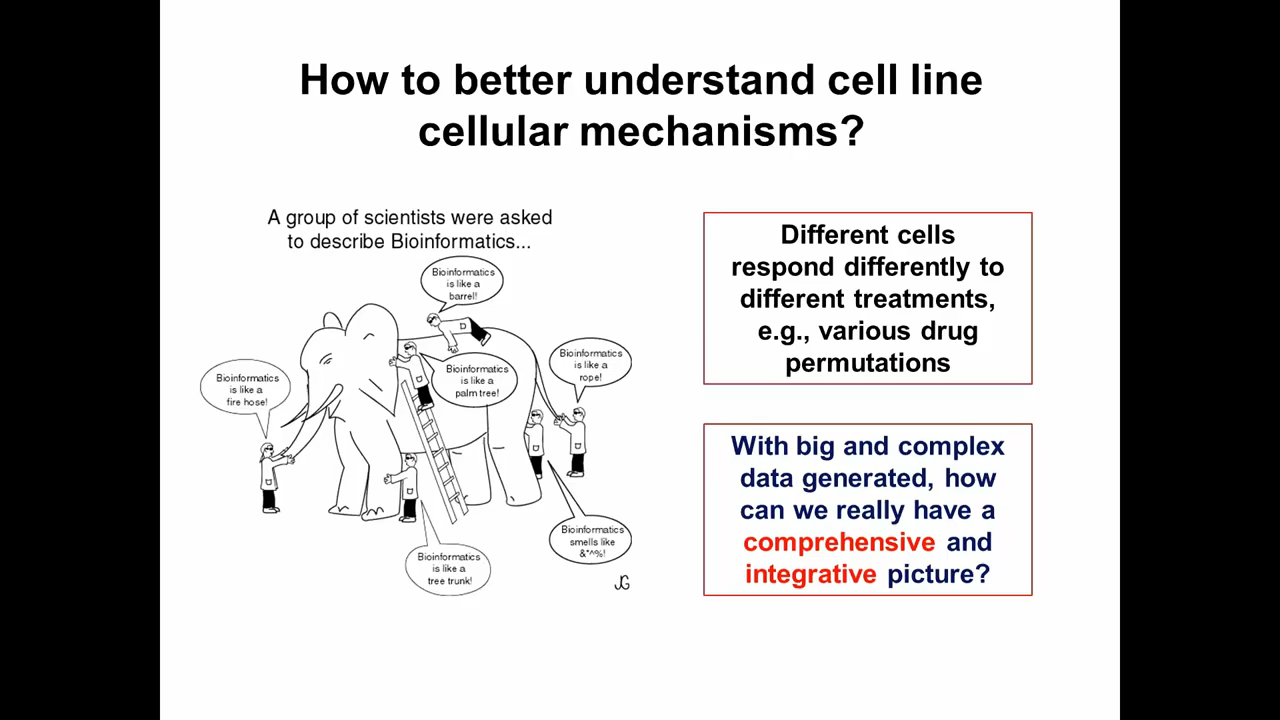 How to better understand cell line
cellular mechanisms?
A group of scientists were asked
to describe Bioinformatics...
Bioinformatics
is like a
barrel!
Bioinformatics
is like a
palm tree!
Bioinformatics
is like a
rope!
Bioinformatics
is like a
fire hose!
Bioinformatics
smells like
&*^%!
Bioinformatics
is like a
tree trunk!
JG
Different cells
respond differently to
different treatments,
e.g., various drug
permutations
With big and complex
data generated, how
can we really have a
comprehensive and
integrative picture?